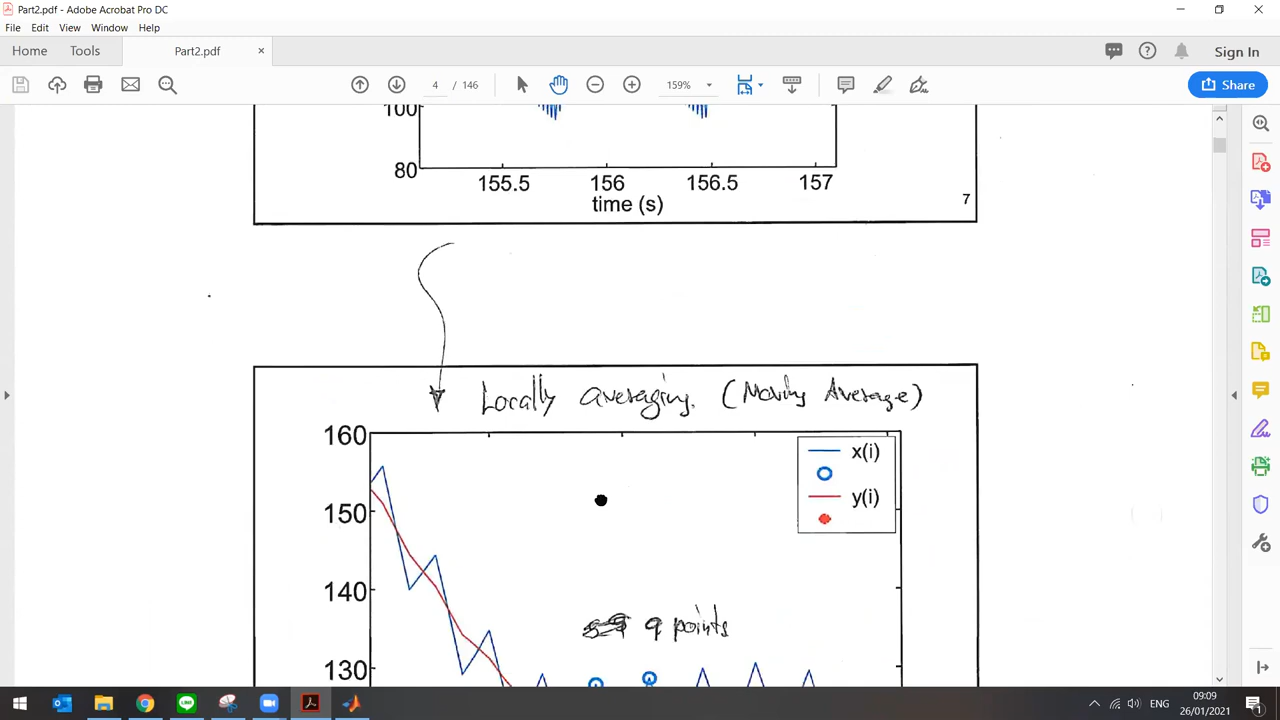 Part2.pdf - Adobe Acrobat Pro DC
File Edit View Window Help
Home Tools Part2.pdf × Sign In
4 / 146 159% Share
100
80
155.5 156 156.5 157
time (s)
7
Locally averaging. (Moving Average)
160
150
140
130
x(i)
y(i)
9 points
ENG
09:09
26/01/2021